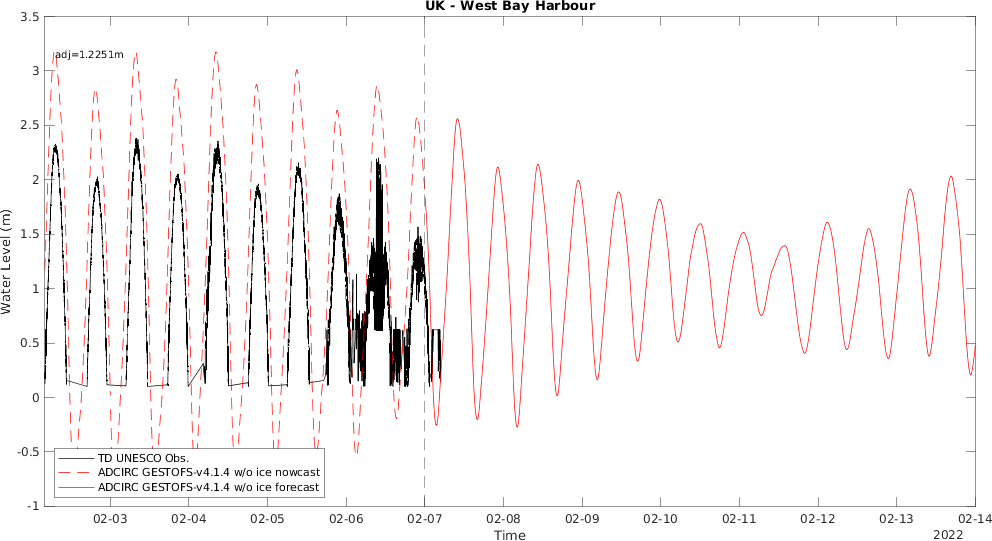 UK - West Bay Harbour
adj=1.2251m
3.5
3
2.5
2
1.5
1
0.5
0
-0.5
-1
Water Level (m)
TD UNESCO Obs.
ADCIRC GESTOFS-v4.1.4 w/o ice nowcast
ADCIRC GESTOFS-v4.1.4 w/o ice forecast
02-03 02-04 02-05 02-06 02-07 02-08 02-09 02-10 02-11 02-12 02-13 02-14
Time
2022